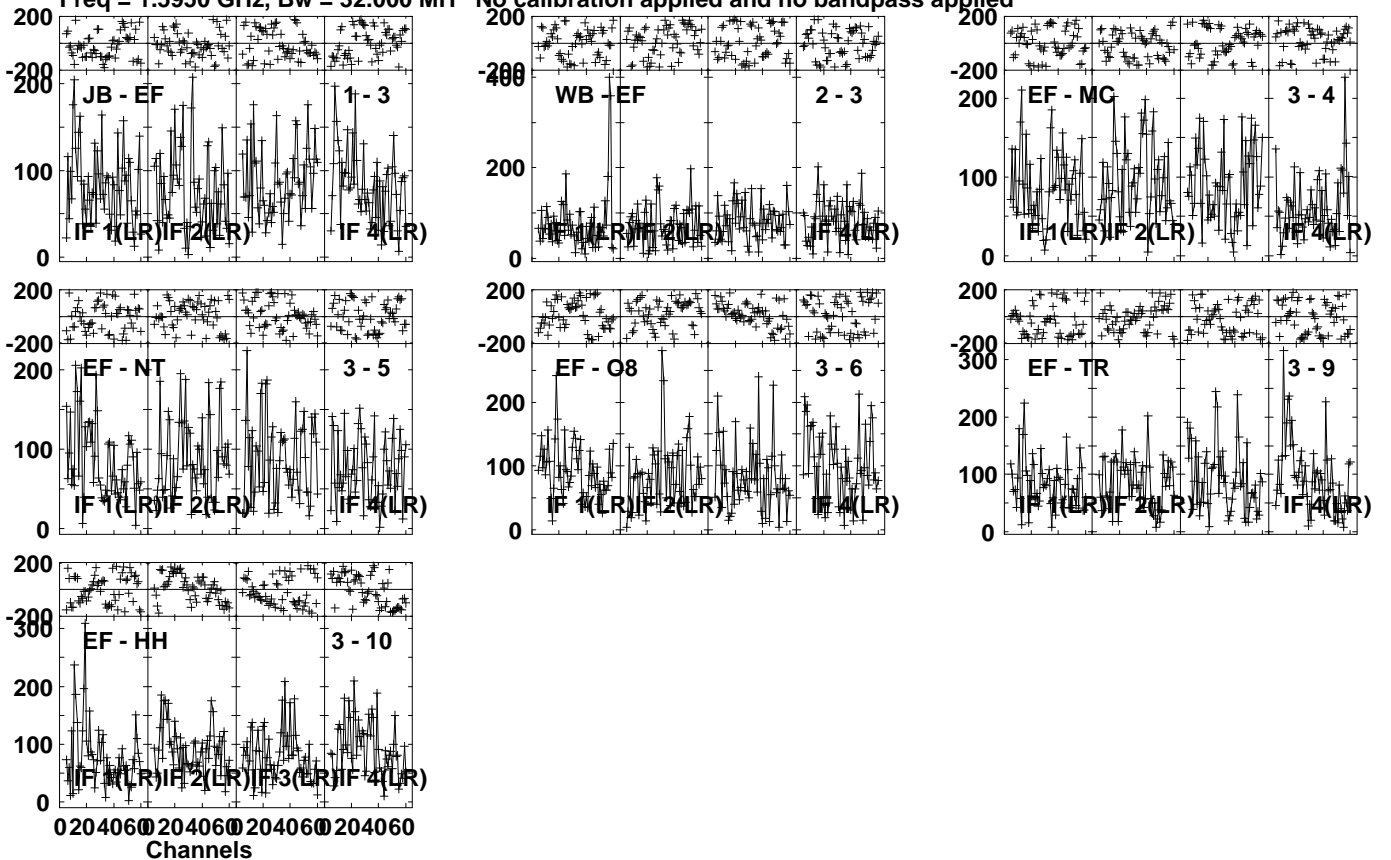 Freq = 1.5950 GHz, Bw = 32.000 MH No calibration applied and no bandpass applied
200
-200
JB - EF 1 - 3
200
100
0
IF 1(LR) IF 2(LR) IF 4(LR)
200
-200
WB - EF 2 - 3
400
200
0
IF 1(LR) IF 2(LR) IF 4(LR)
200
-200
EF - MC 3 - 4
200
100
0
IF 1(LR) IF 2(LR) IF 4(LR)
200
-200
EF - NT 3 - 5
200
100
0
IF 1(LR) IF 2(LR) IF 4(LR)
200
-200
EF - O8 3 - 6
200
100
0
IF 1(LR) IF 2(LR) IF 4(LR)
200
-200
EF - TR 3 - 9
300
200
100
0
IF 1(LR) IF 2(LR) IF 4(LR)
200
-200
EF - HH 3 - 10
300
200
100
0
IF 1(LR) IF 2(LR) IF 3(LR) IF 4(LR)
0 20 40 60 0 20 40 60 0 20 40 60 0 20 40 60
Channels